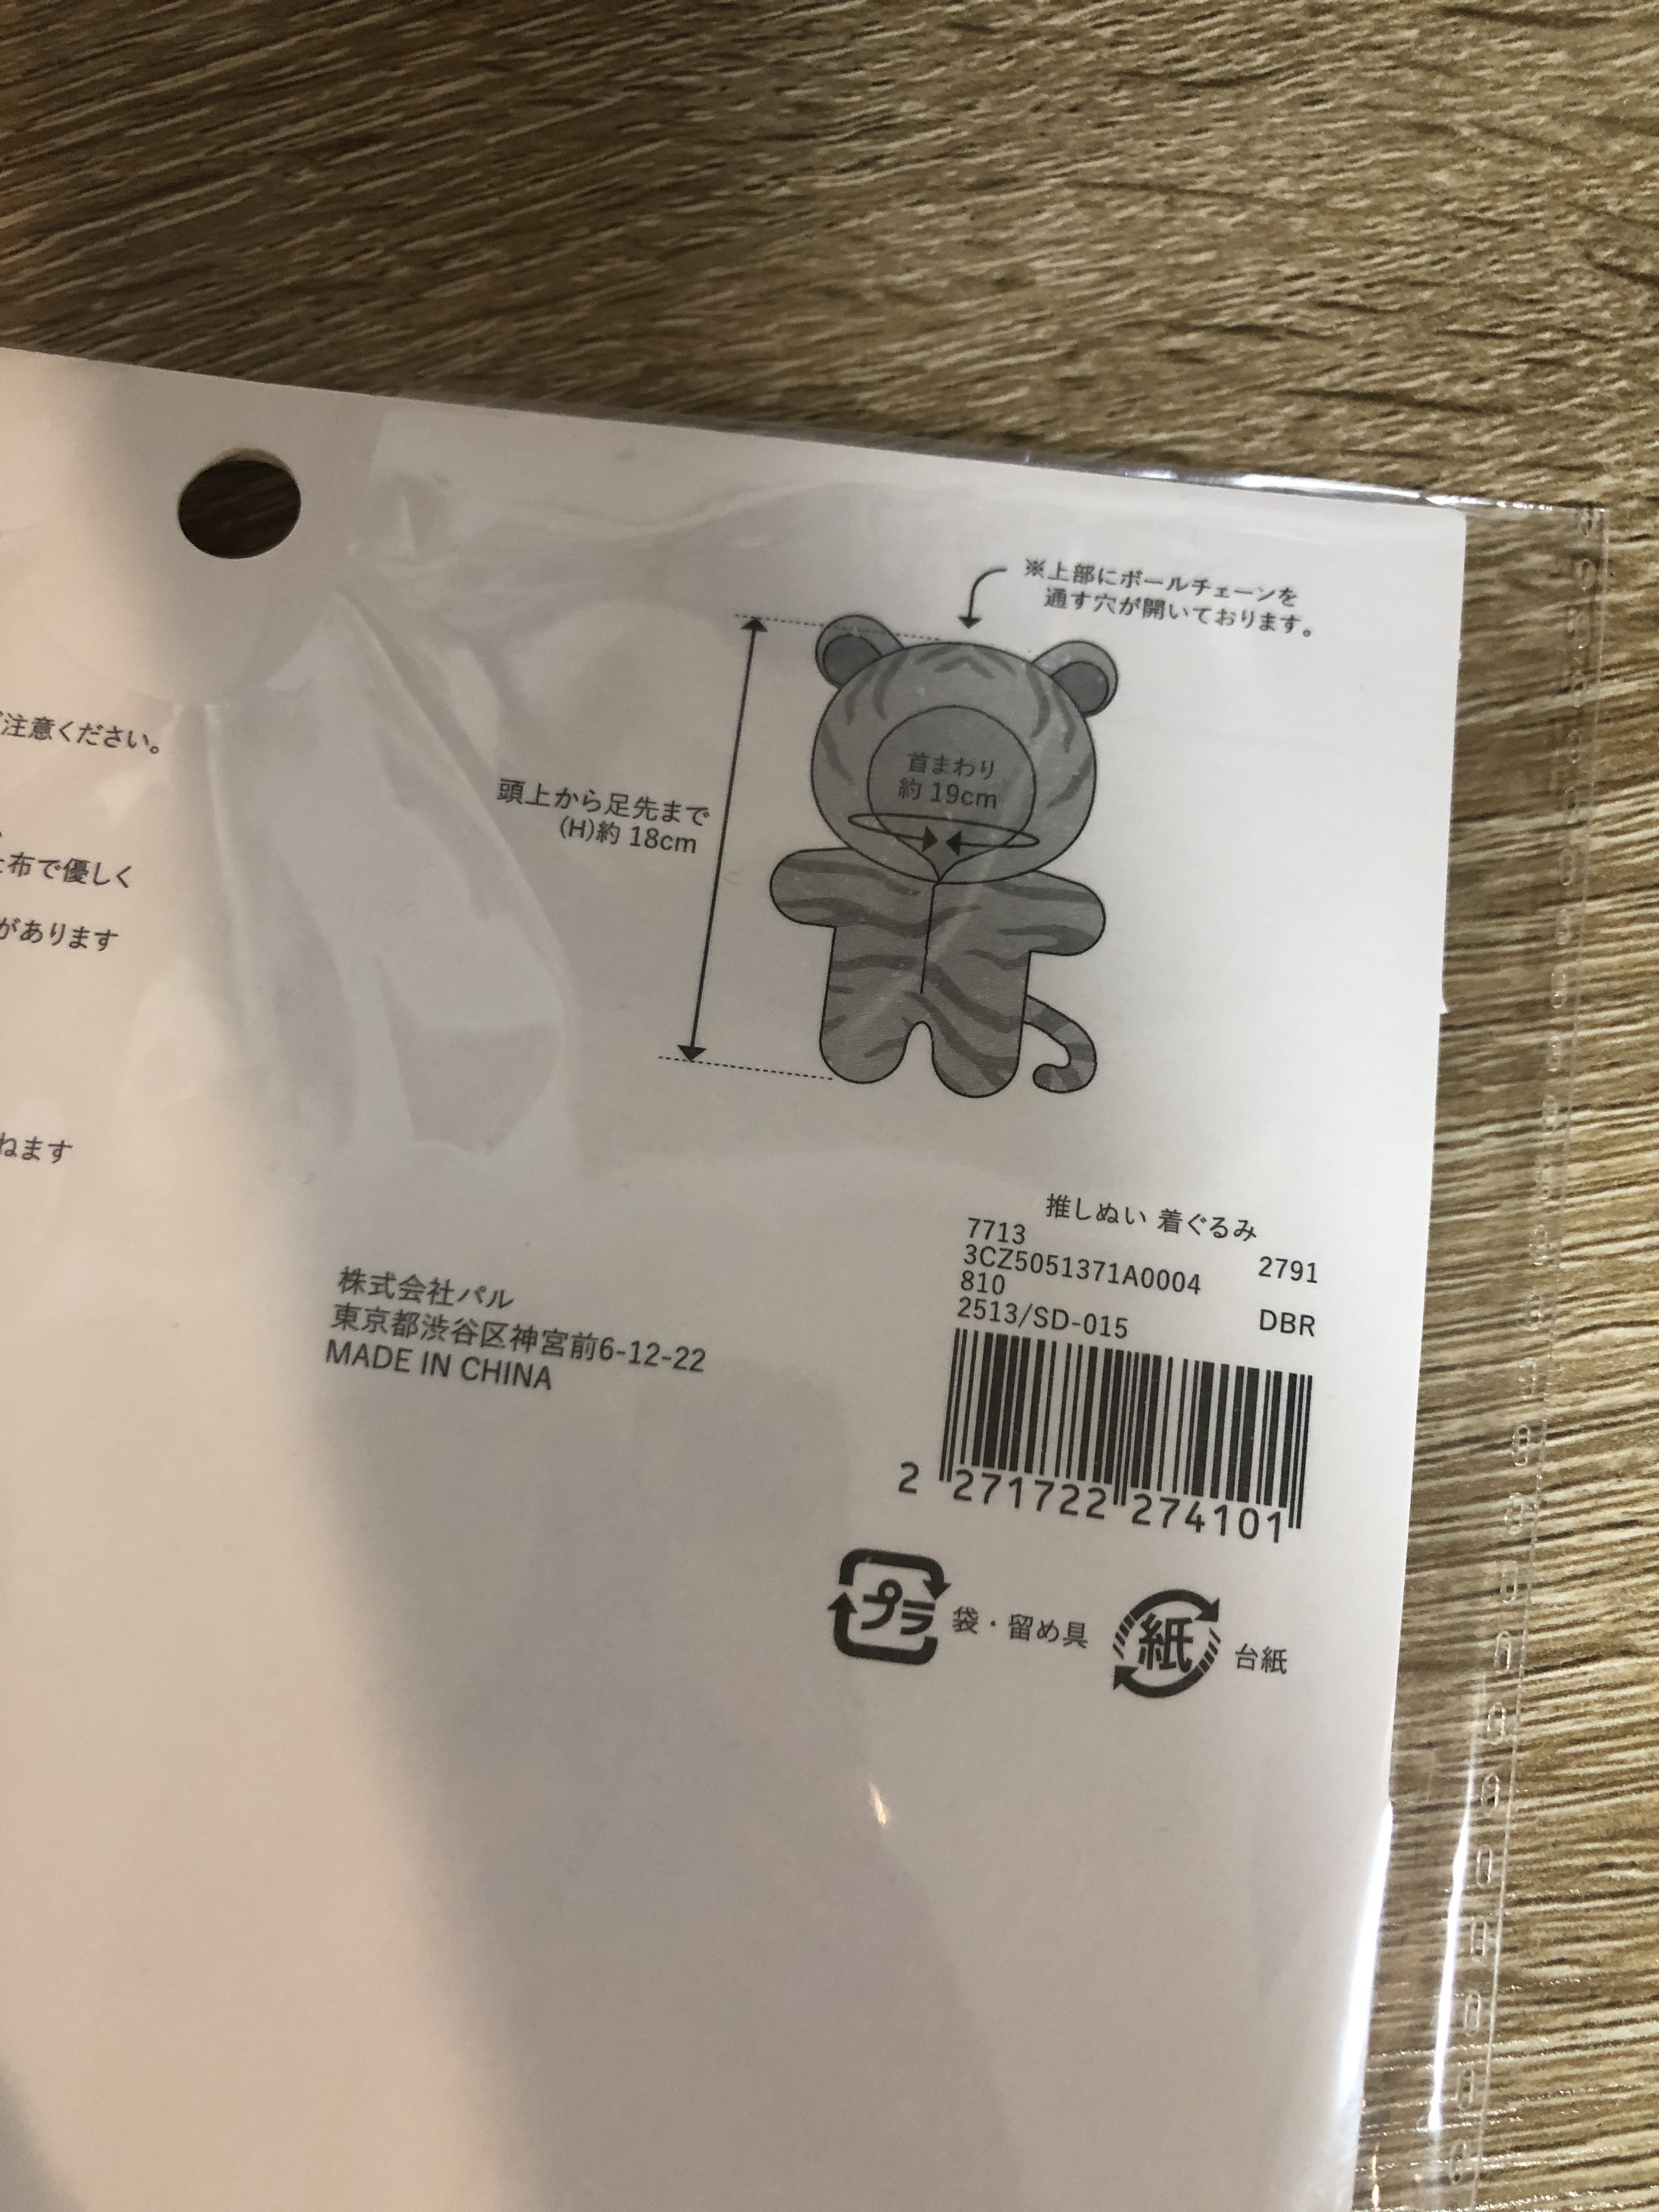 ※上部にボールチェーンを
通す穴が開いております。
首まわり
約 19cm
頭上から足先まで
(H)約 18cm
注意ください。
布で優しく
があります
ねます
株式会社パル
東京都渋谷区神宮前6-12-22
MADE IN CHINA
推しぬい 着ぐるみ
7713 2791
3CZ5051371A0004
810 DBR
2513/SD-015
2 271722 274101
プラ 袋・留め具
紙 台紙